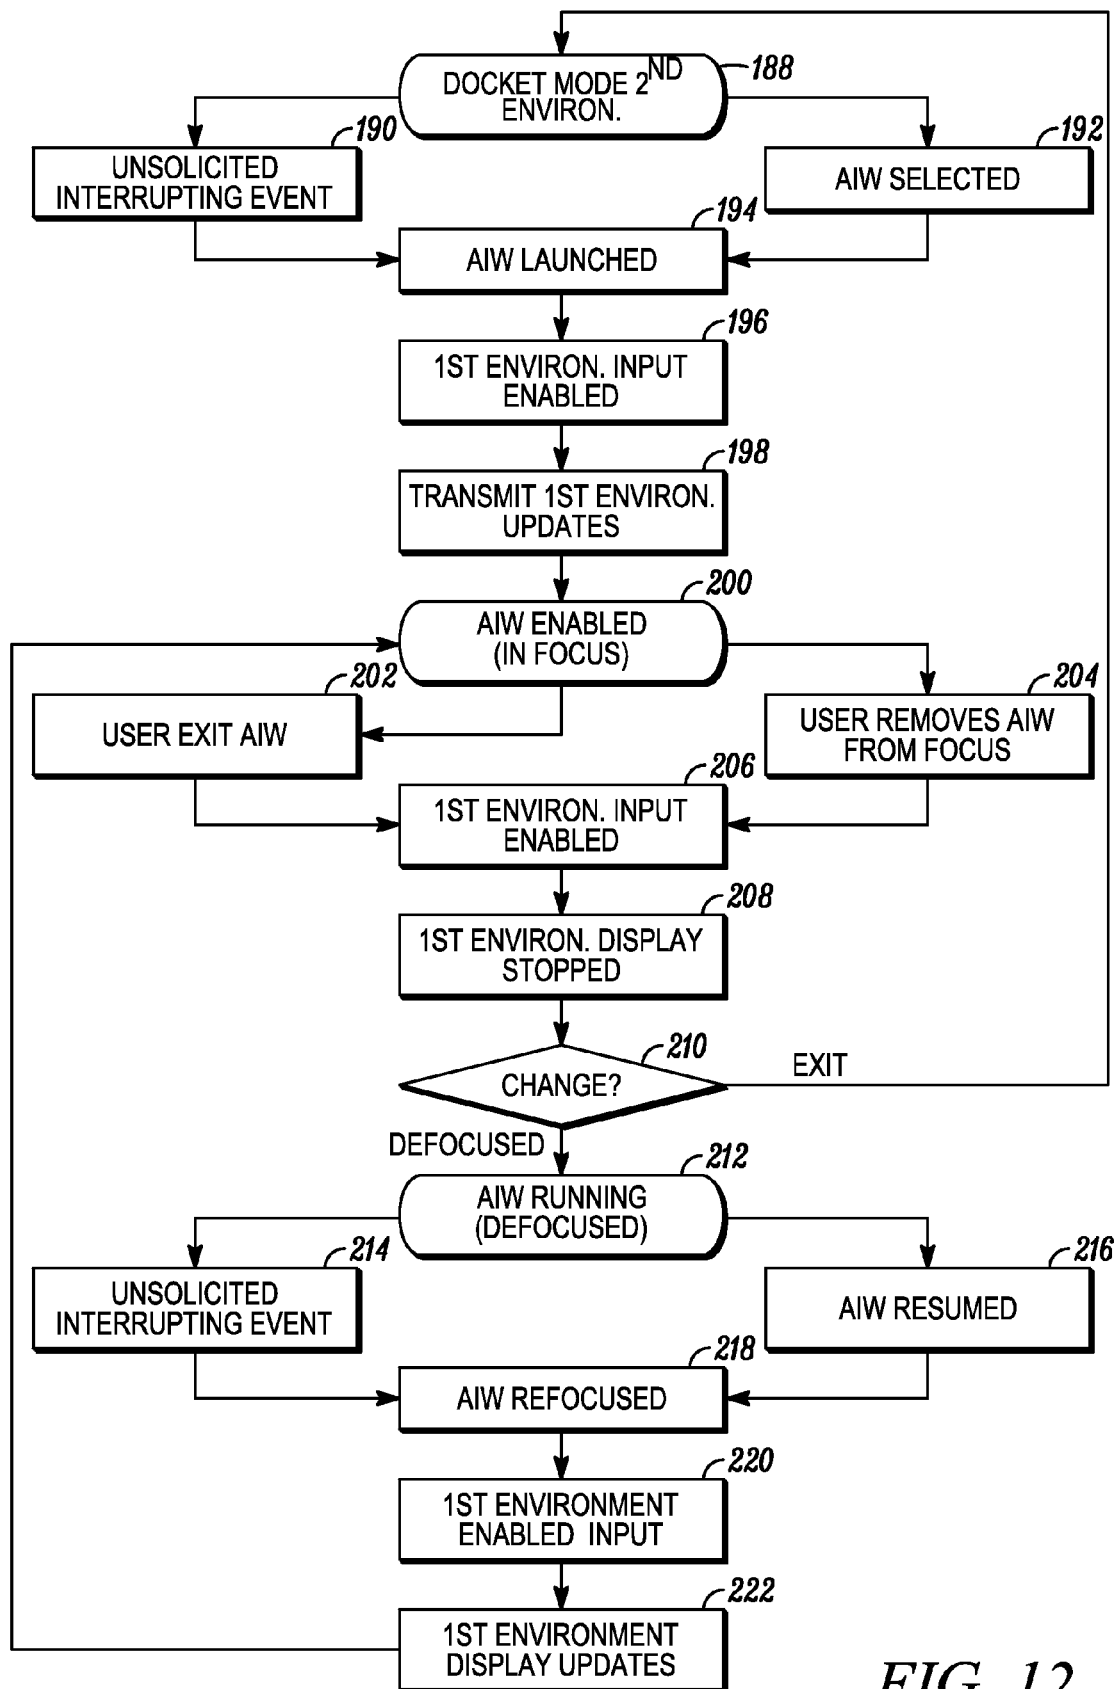 DOCKET MODE 2ND
ENVIRON.
188
190
UNSOLICITED
INTERRUPTING EVENT
192
AIW SELECTED
194
AIW LAUNCHED
196
1ST ENVIRON. INPUT
ENABLED
198
TRANSMIT 1ST ENVIRON.
UPDATES
200
AIW ENABLED
(IN FOCUS)
202
USER EXIT AIW
204
USER REMOVES AIW
FROM FOCUS
206
1ST ENVIRON. INPUT
ENABLED
208
1ST ENVIRON. DISPLAY
STOPPED
210
CHANGE?
EXIT
DEFOCUSED
212
AIW RUNNING
(DEFOCUSED)
214
UNSOLICITED
INTERRUPTING EVENT
216
AIW RESUMED
218
AIW REFOCUSED
220
1ST ENVIRONMENT
ENABLED INPUT
222
1ST ENVIRONMENT
DISPLAY UPDATES
FIG. 12